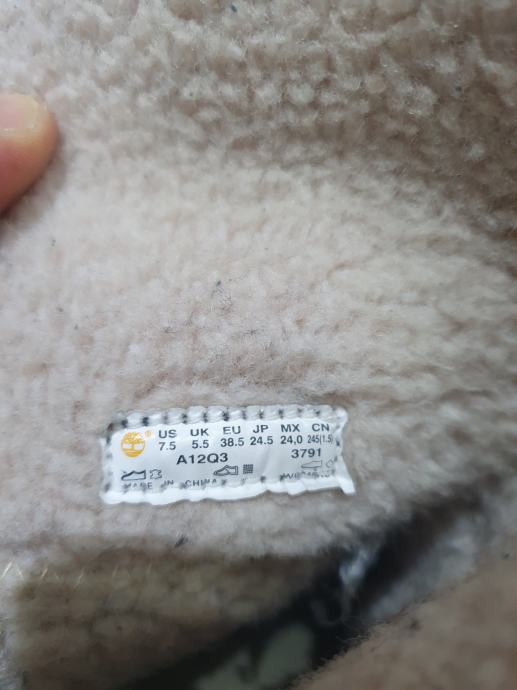 US UK EU JP MX CN
7.5 5.5 38.5 24.5 24,0 245(1.5)
A12Q3 3791
MADE IN CHINA